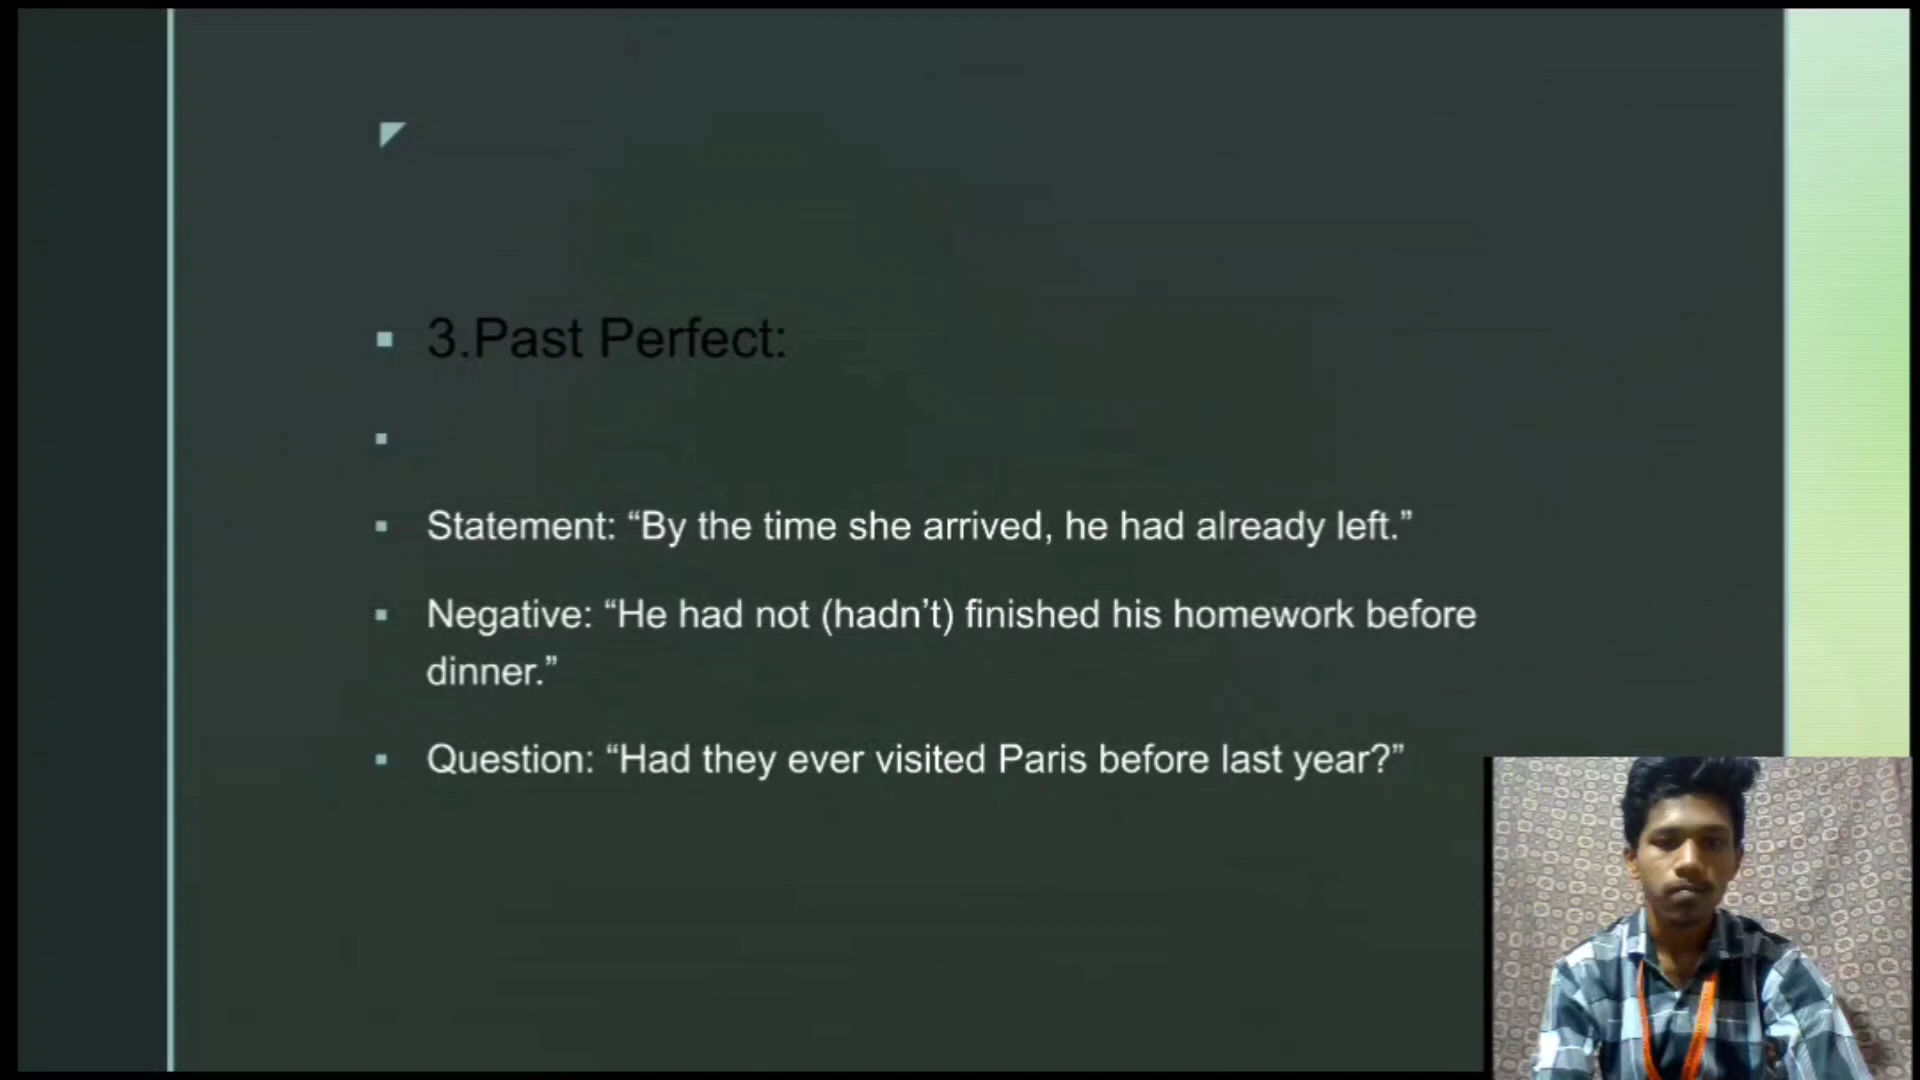 3.Past Perfect:
Statement: “By the time she arrived, he had already left.”
Negative: “He had not (hadn’t) finished his homework before
dinner.”
Question: “Had they ever visited Paris before last year?”